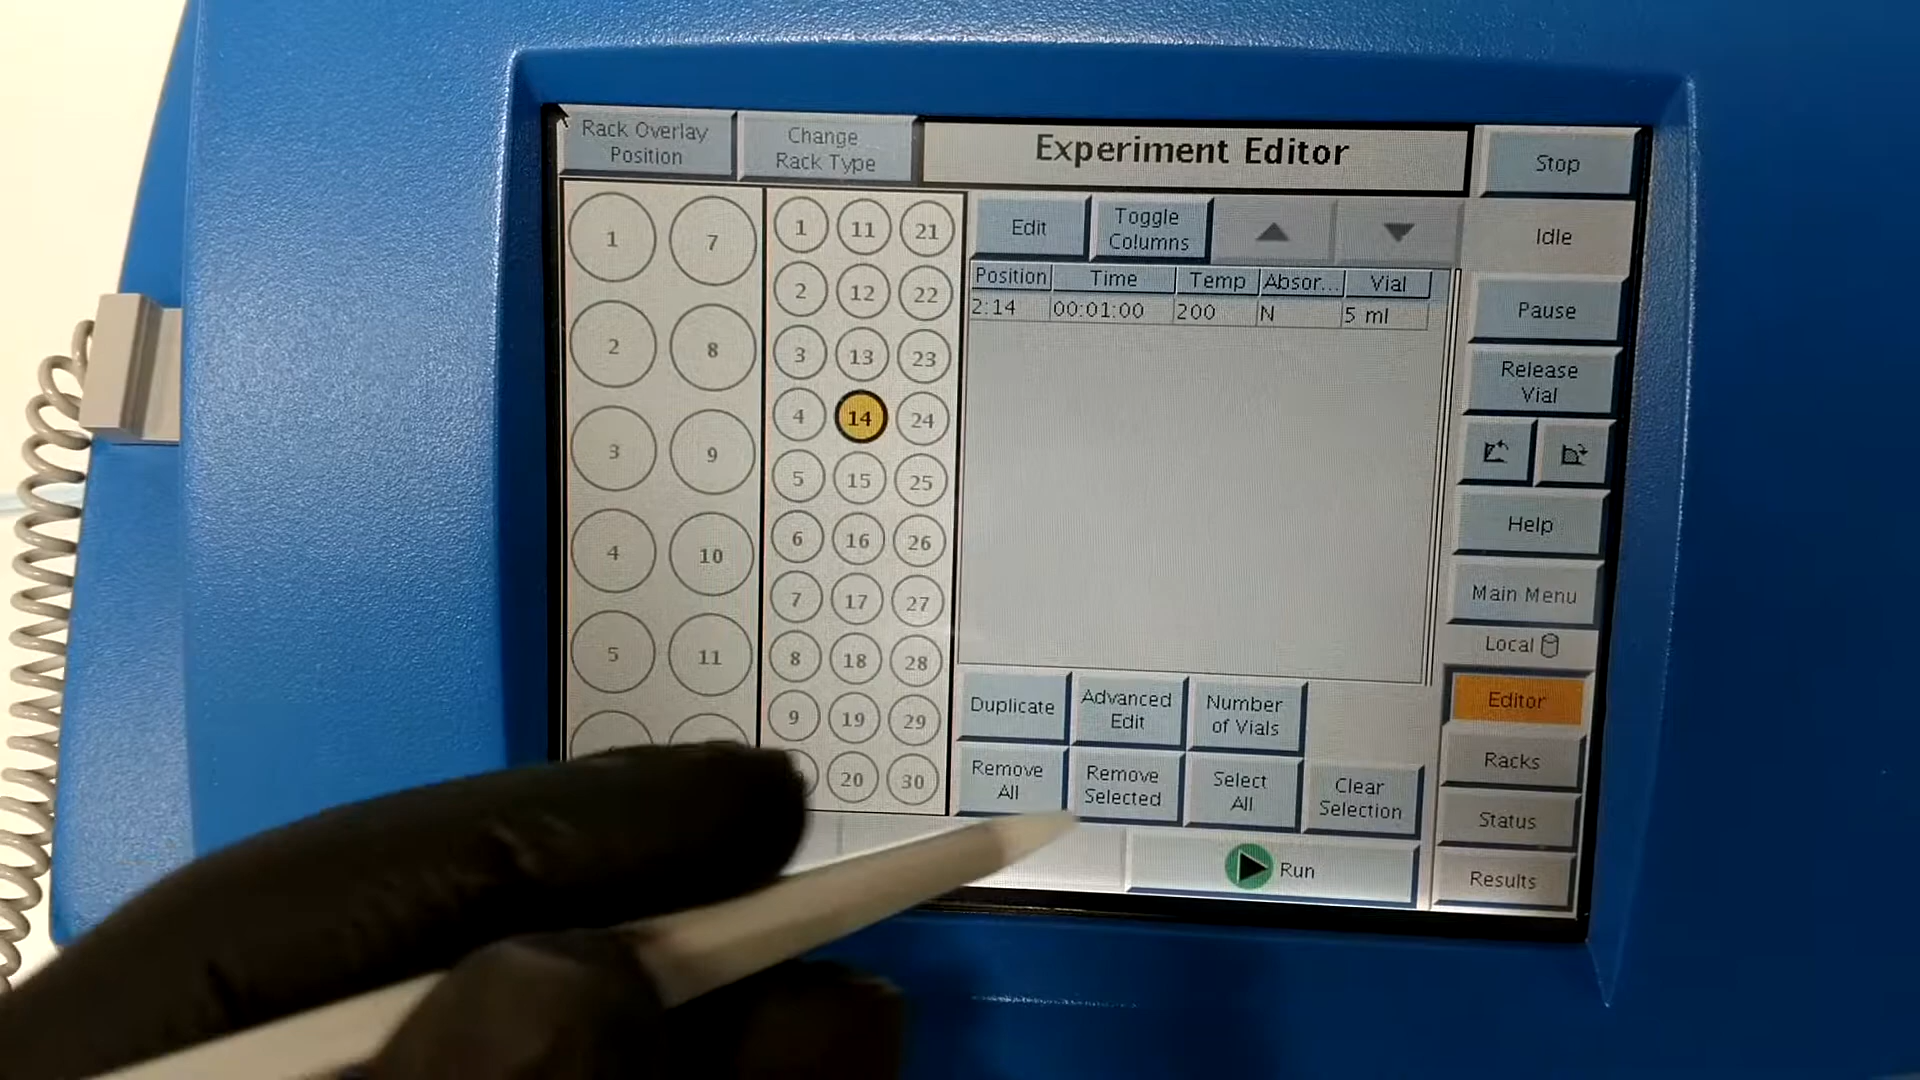 Rack Overlay
Position
Change
Rack Type
Experiment Editor
Stop
Idle
Pause
Release
Vial
Help
Main Menu
Local
Editor
Racks
Status
Results
1 7
2 8
3 9
4 10
5 11
1 11 21
2 12 22
3 13 23
4 14 24
5 15 25
6 16 26
7 17 27
8 18 28
9 19 29
20 30
Edit
Toggle
Columns
Position Time Temp Absor... Vial
2:14 00:01:00 200 N 5 ml
Duplicate
Advanced
Edit
Number
of Vials
Remove
All
Remove
Selected
Select
All
Clear
Selection
Run